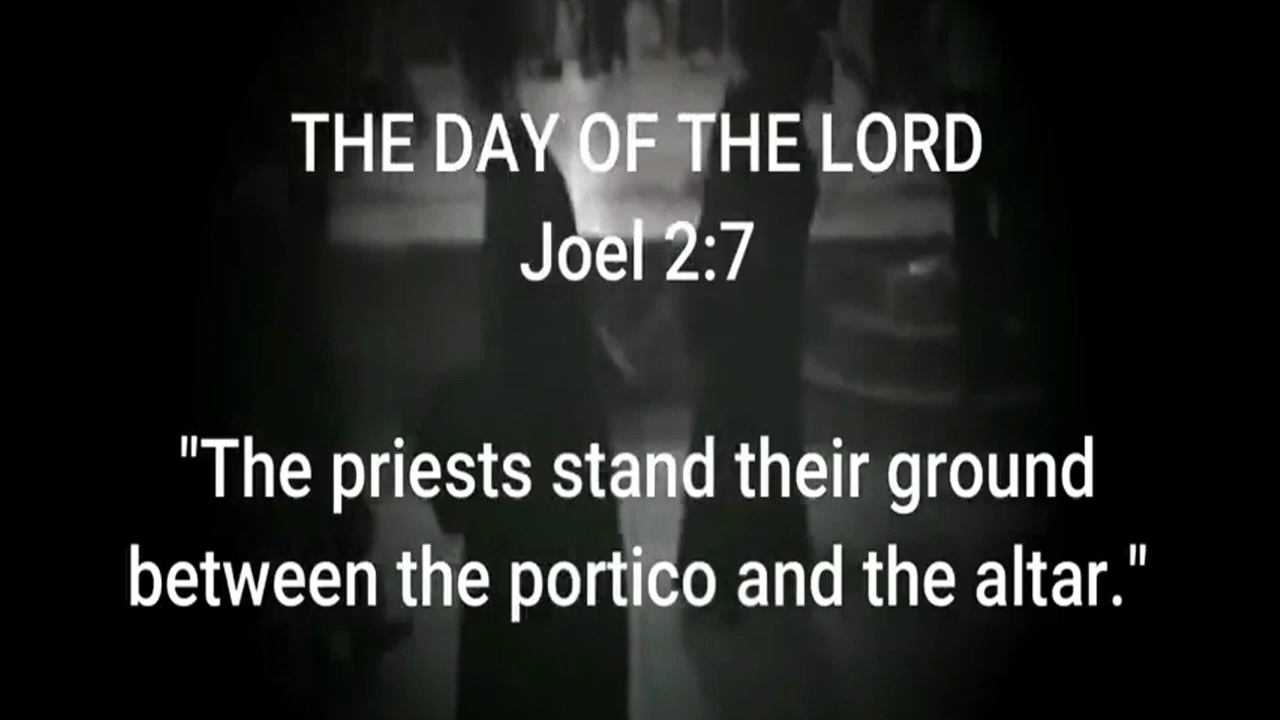 THE DAY OF THE LORD
Joel 2:7
"The priests stand their ground
between the portico and the altar."